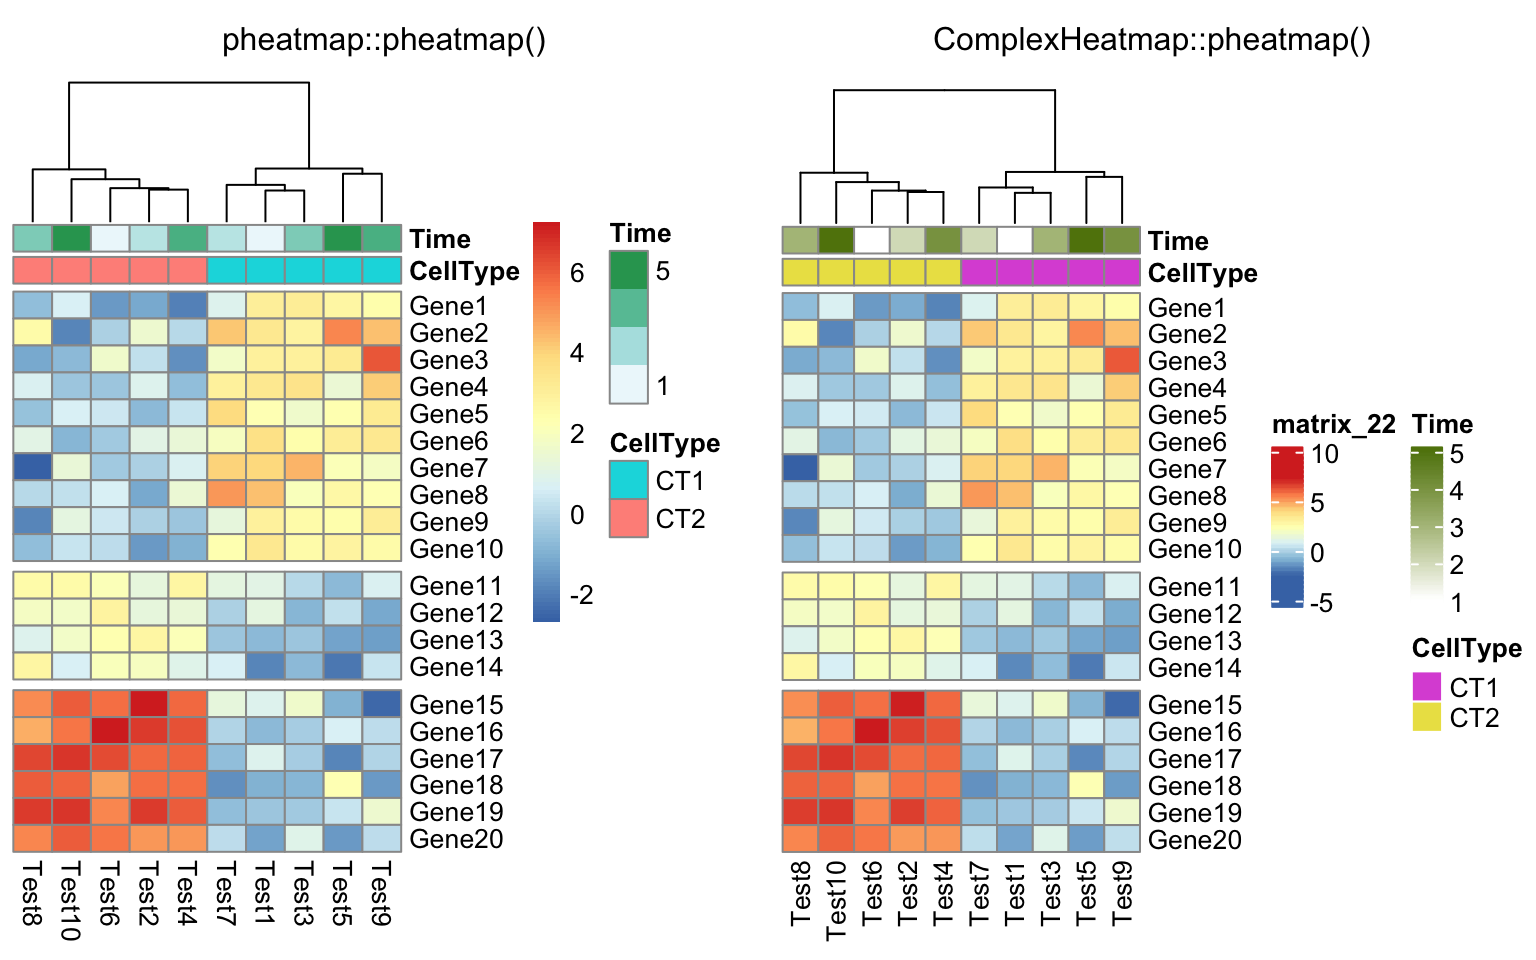 pheatmap::pheatmap()
Time
CellType
Gene1
Gene2
Gene3
Gene4
Gene5
Gene6
Gene7
Gene8
Gene9
Gene10
Gene11
Gene12
Gene13
Gene14
Gene15
Gene16
Gene17
Gene18
Gene19
Gene20
Test8
Test10
Test6
Test2
Test4
Test7
Test1
Test3
Test5
Test9
6
4
2
0
-2
Time
5
1
CellType
CT1
CT2
ComplexHeatmap::pheatmap()
Time
CellType
Gene1
Gene2
Gene3
Gene4
Gene5
Gene6
Gene7
Gene8
Gene9
Gene10
Gene11
Gene12
Gene13
Gene14
Gene15
Gene16
Gene17
Gene18
Gene19
Gene20
Test8
Test10
Test6
Test2
Test4
Test7
Test1
Test3
Test5
Test9
matrix_22
10
5
0
-5
Time
5
4
3
2
1
CellType
CT1
CT2